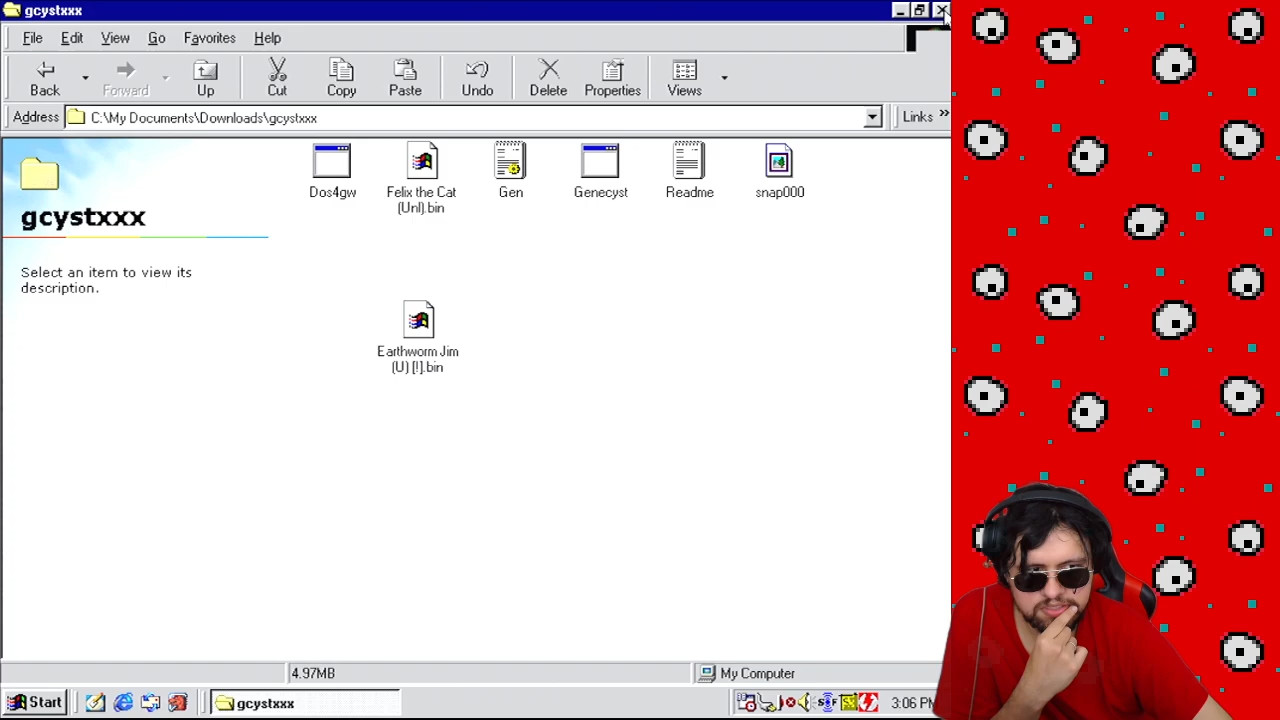 gcystxxx
File Edit View Go Favorites Help
Back Forward Up Cut Copy Paste Undo Delete Properties Views
Address C:\My Documents\Downloads\gcystxxx Links »
gcystxxx
Select an item to view its
description.
Dos4gw
Felix the Cat
(Unl).bin
Gen
Genecyst
Readme
snap000
Earthworm Jim
(U) [!].bin
4.97MB
My Computer
Start gcystxxx 3:06 PM